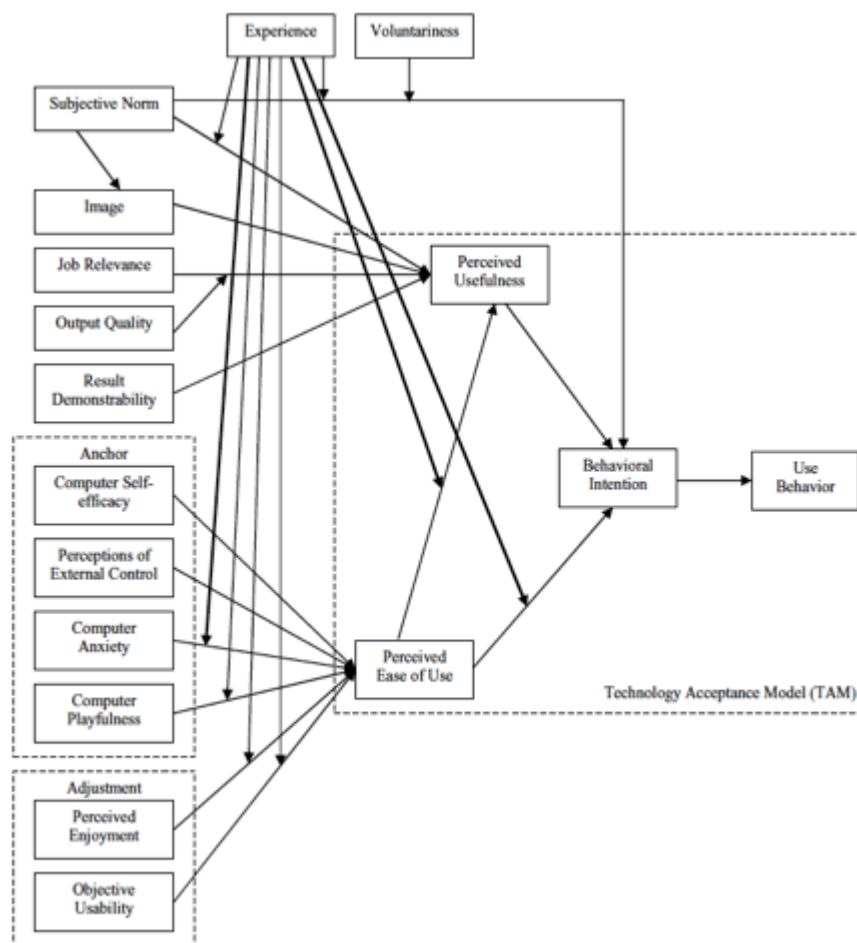 Experience
Voluntariness
Subjective Norm
Image
Job Relevance
Output Quality
Result
Demonstrability
Perceived
Usefulness
Anchor
Computer Self-
efficacy
Perceptions of
External Control
Computer
Anxiety
Computer
Playfulness
Behavioral
Intention
Use
Behavior
Perceived
Ease of Use
Technology Acceptance Model (TAM)
Adjustment
Perceived
Enjoyment
Objective
Usability